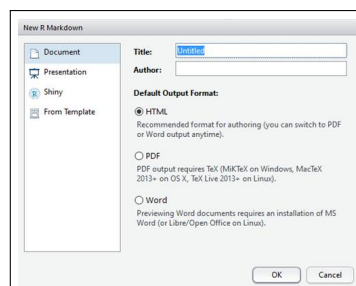 New R Markdown
Document
Presentation
Shiny
From Template
Title:
Untitled
Author:
Default Output Format:
HTML
Recommended format for authoring (you can switch to PDF
or Word output anytime).
PDF
PDF output requires TeX (MiKTeX on Windows, MacTeX
2013+ on OS X, TeX Live 2013+ on Linux).
Word
Previewing Word documents requires an installation of MS
Word (or Libre/Open Office on Linux).
OK
Cancel